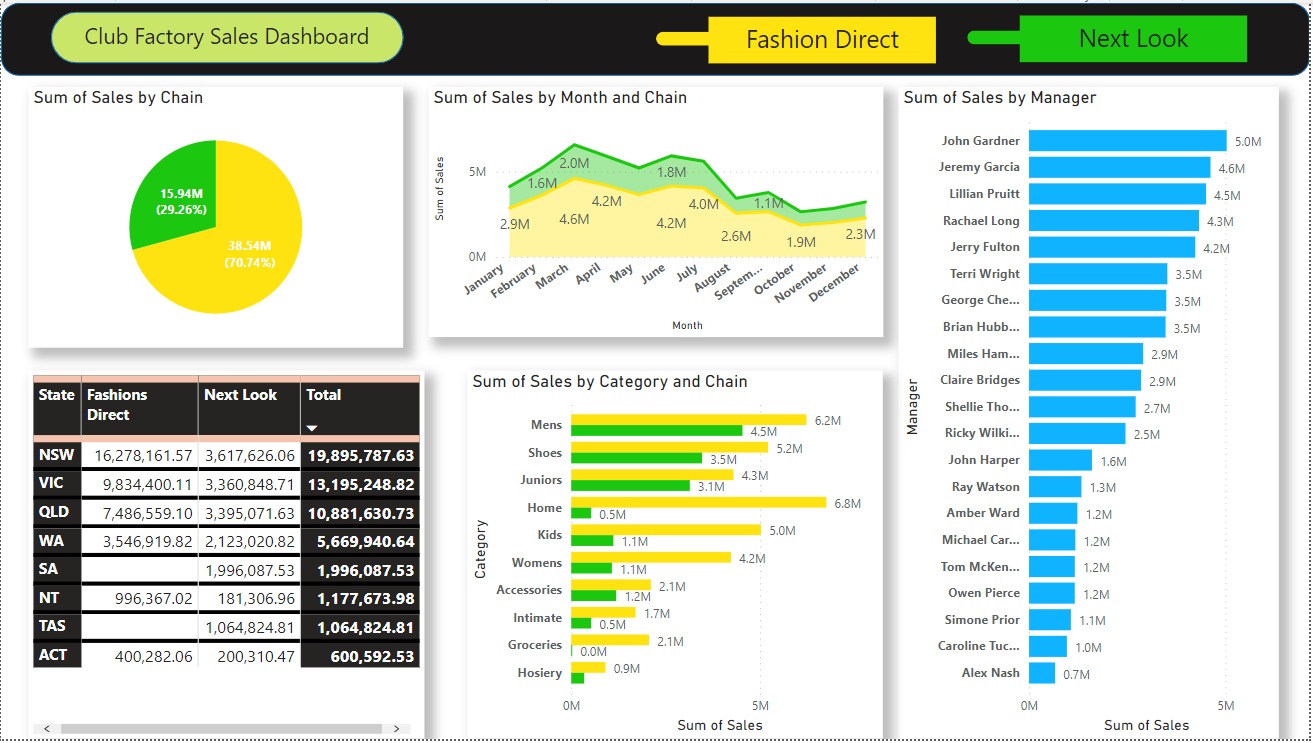 Club Factory Sales Dashboard
Fashion Direct
Next Look
Sum of Sales by Chain
15.94M
(29.26%)
38.54M
(70.74%)
Sum of Sales by Month and Chain
Sum of Sales
5M
0M
2.9M
1.6M
2.0M
4.6M
4.2M
1.8M
4.2M
4.0M
2.6M
1.1M
1.9M
2.3M
January
February
March
April
May
June
July
August
Septem...
October
November
December
Month
Sum of Sales by Manager
Manager
John Gardner 5.0M
Jeremy Garcia 4.6M
Lillian Pruitt 4.5M
Rachael Long 4.3M
Jerry Fulton 4.2M
Terri Wright 3.5M
George Che... 3.5M
Brian Hubb... 3.5M
Miles Ham... 2.9M
Claire Bridges 2.9M
Shellie Tho... 2.7M
Ricky Wilki... 2.5M
John Harper 1.6M
Ray Watson 1.3M
Amber Ward 1.2M
Michael Car... 1.2M
Tom McKen... 1.2M
Owen Pierce 1.2M
Simone Prior 1.1M
Caroline Tuc... 1.0M
Alex Nash 0.7M
0M 5M
Sum of Sales
State Fashions Direct Next Look Total
NSW 16,278,161.57 3,617,626.06 19,895,787.63
VIC 9,834,400.11 3,360,848.71 13,195,248.82
QLD 7,486,559.10 3,395,071.63 10,881,630.73
WA 3,546,919.82 2,123,020.82 5,669,940.64
SA 1,996,087.53 1,996,087.53
NT 996,367.02 181,306.96 1,177,673.98
TAS 1,064,824.81 1,064,824.81
ACT 400,282.06 200,310.47 600,592.53
Sum of Sales by Category and Chain
Category
Mens 6.2M
4.5M
Shoes 5.2M
3.5M
Juniors 4.3M
3.1M
Home 6.8M
0.5M
Kids 5.0M
1.1M
Womens 4.2M
1.1M
Accessories 2.1M
1.2M
Intimate 1.7M
0.5M
Groceries 2.1M
0.0M
Hosiery 0.9M
0M 5M
Sum of Sales